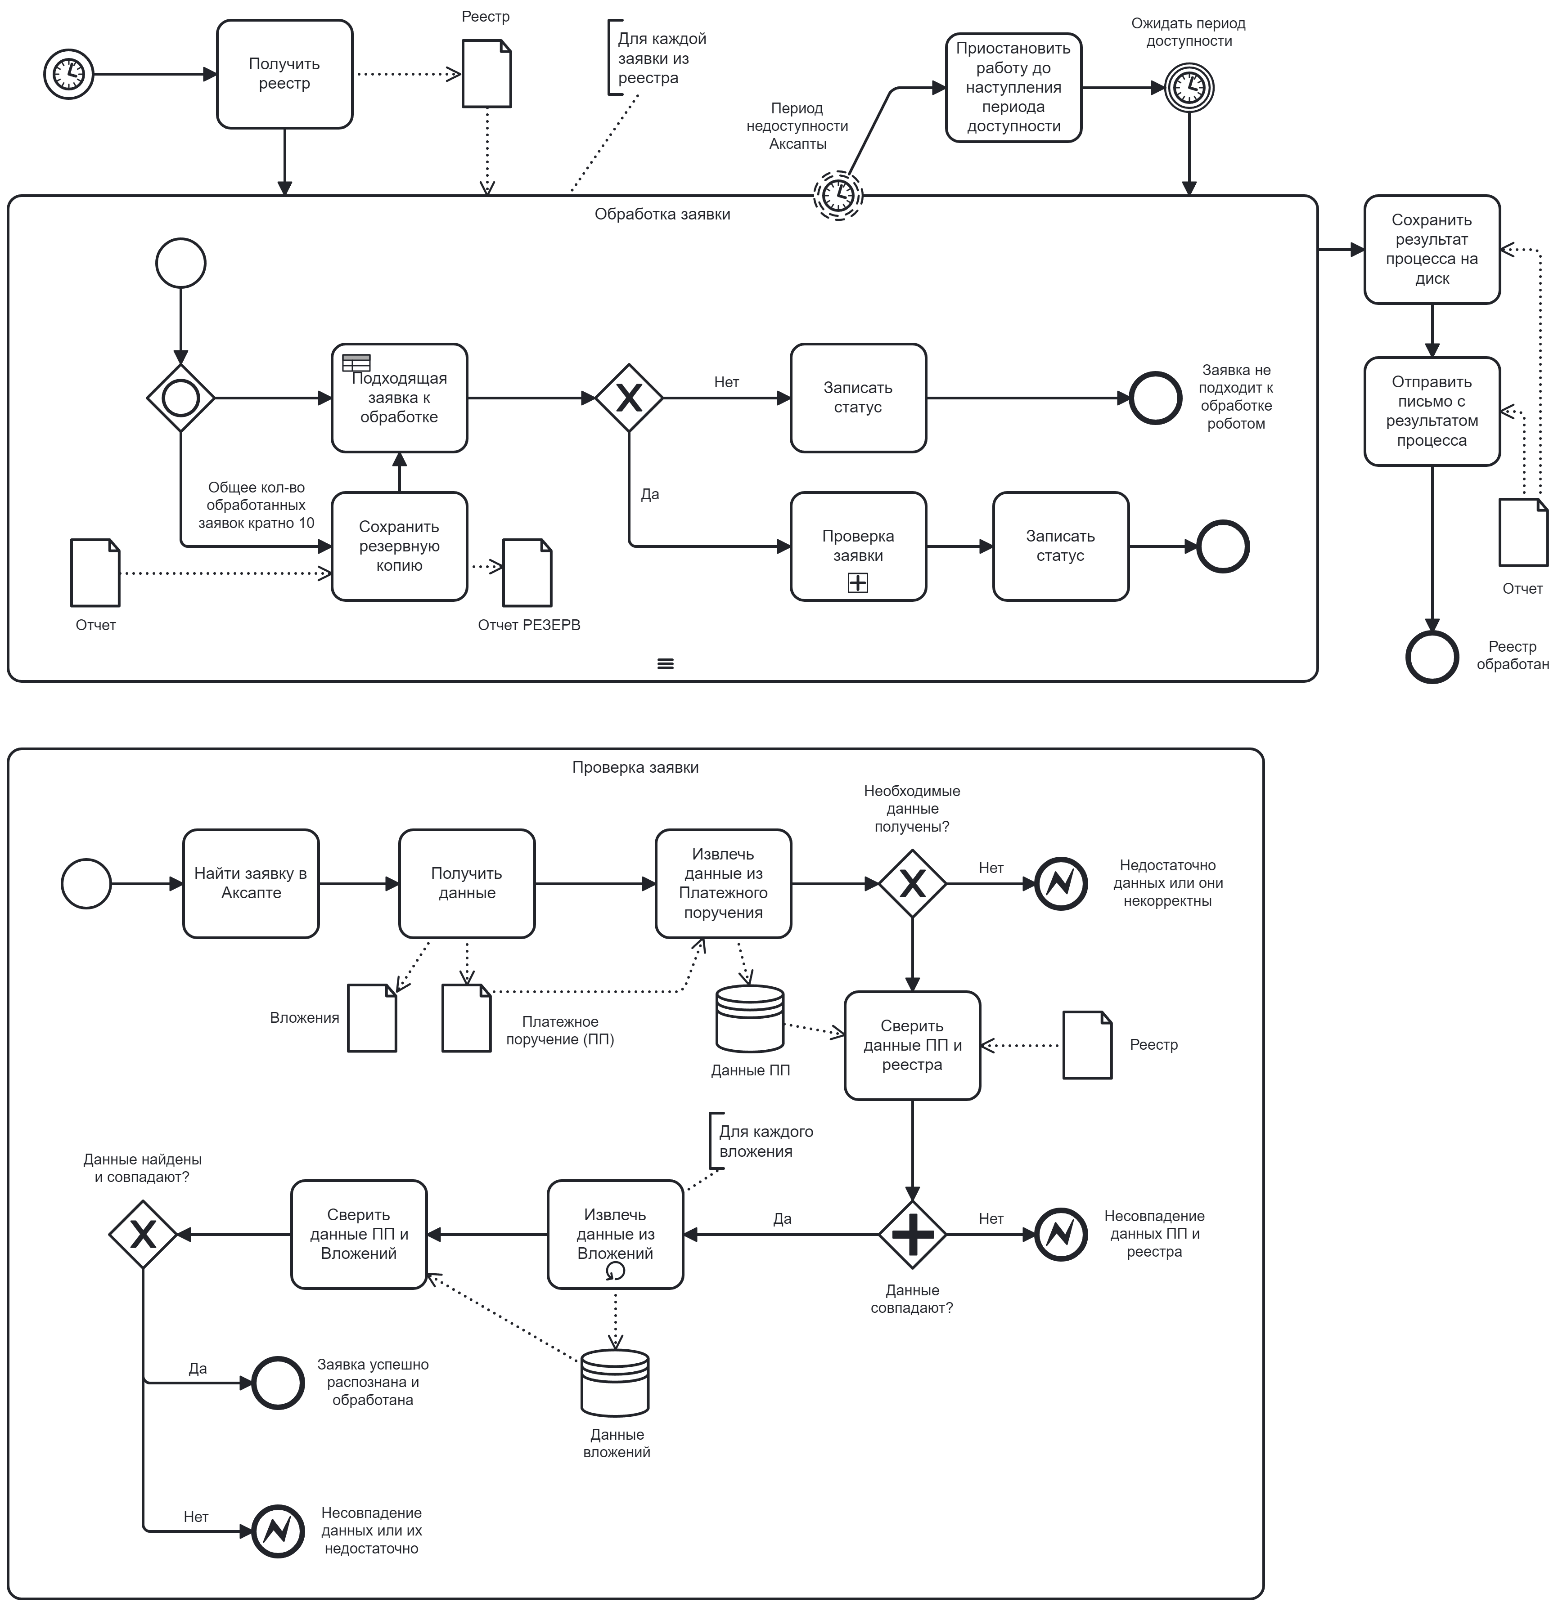 Реестр
Получить
реестр
Для каждой
заявки из
реестра
Период
недоступности
Аксапты
Приостановить
работу до
наступления
периода
доступности
Ожидать период
доступности
Обработка заявки
Подходящая
заявка к
обработке
Нет
Записать
статус
Заявка не
подходит к
обработке
роботом
Общее кол-во
обработанных
заявок кратно 10
Да
Отчет
Сохранить
резервную
копию
Отчет РЕЗЕРВ
Проверка
заявки
Записать
статус
Сохранить
результат
процесса на
диск
Отправить
письмо с
результатом
процесса
Отчет
Реестр
обработан
Проверка заявки
Найти заявку в
Аксапте
Получить
данные
Извлечь
данные из
Платежного
поручения
Необходимые
данные
получены?
Нет
Недостаточно
данных или они
некорректны
Вложения
Платежное
поручение (ПП)
Данные ПП
Сверить
данные ПП и
реестра
Реестр
Для каждого
вложения
Данные найдены
и совпадают?
Сверить
данные ПП и
Вложений
Извлечь
данные из
Вложений
Да
Нет
Данные
совпадают?
Несовпадение
данных ПП и
реестра
Да
Заявка успешно
распознана и
обработана
Данные
вложений
Нет
Несовпадение
данных или их
недостаточно